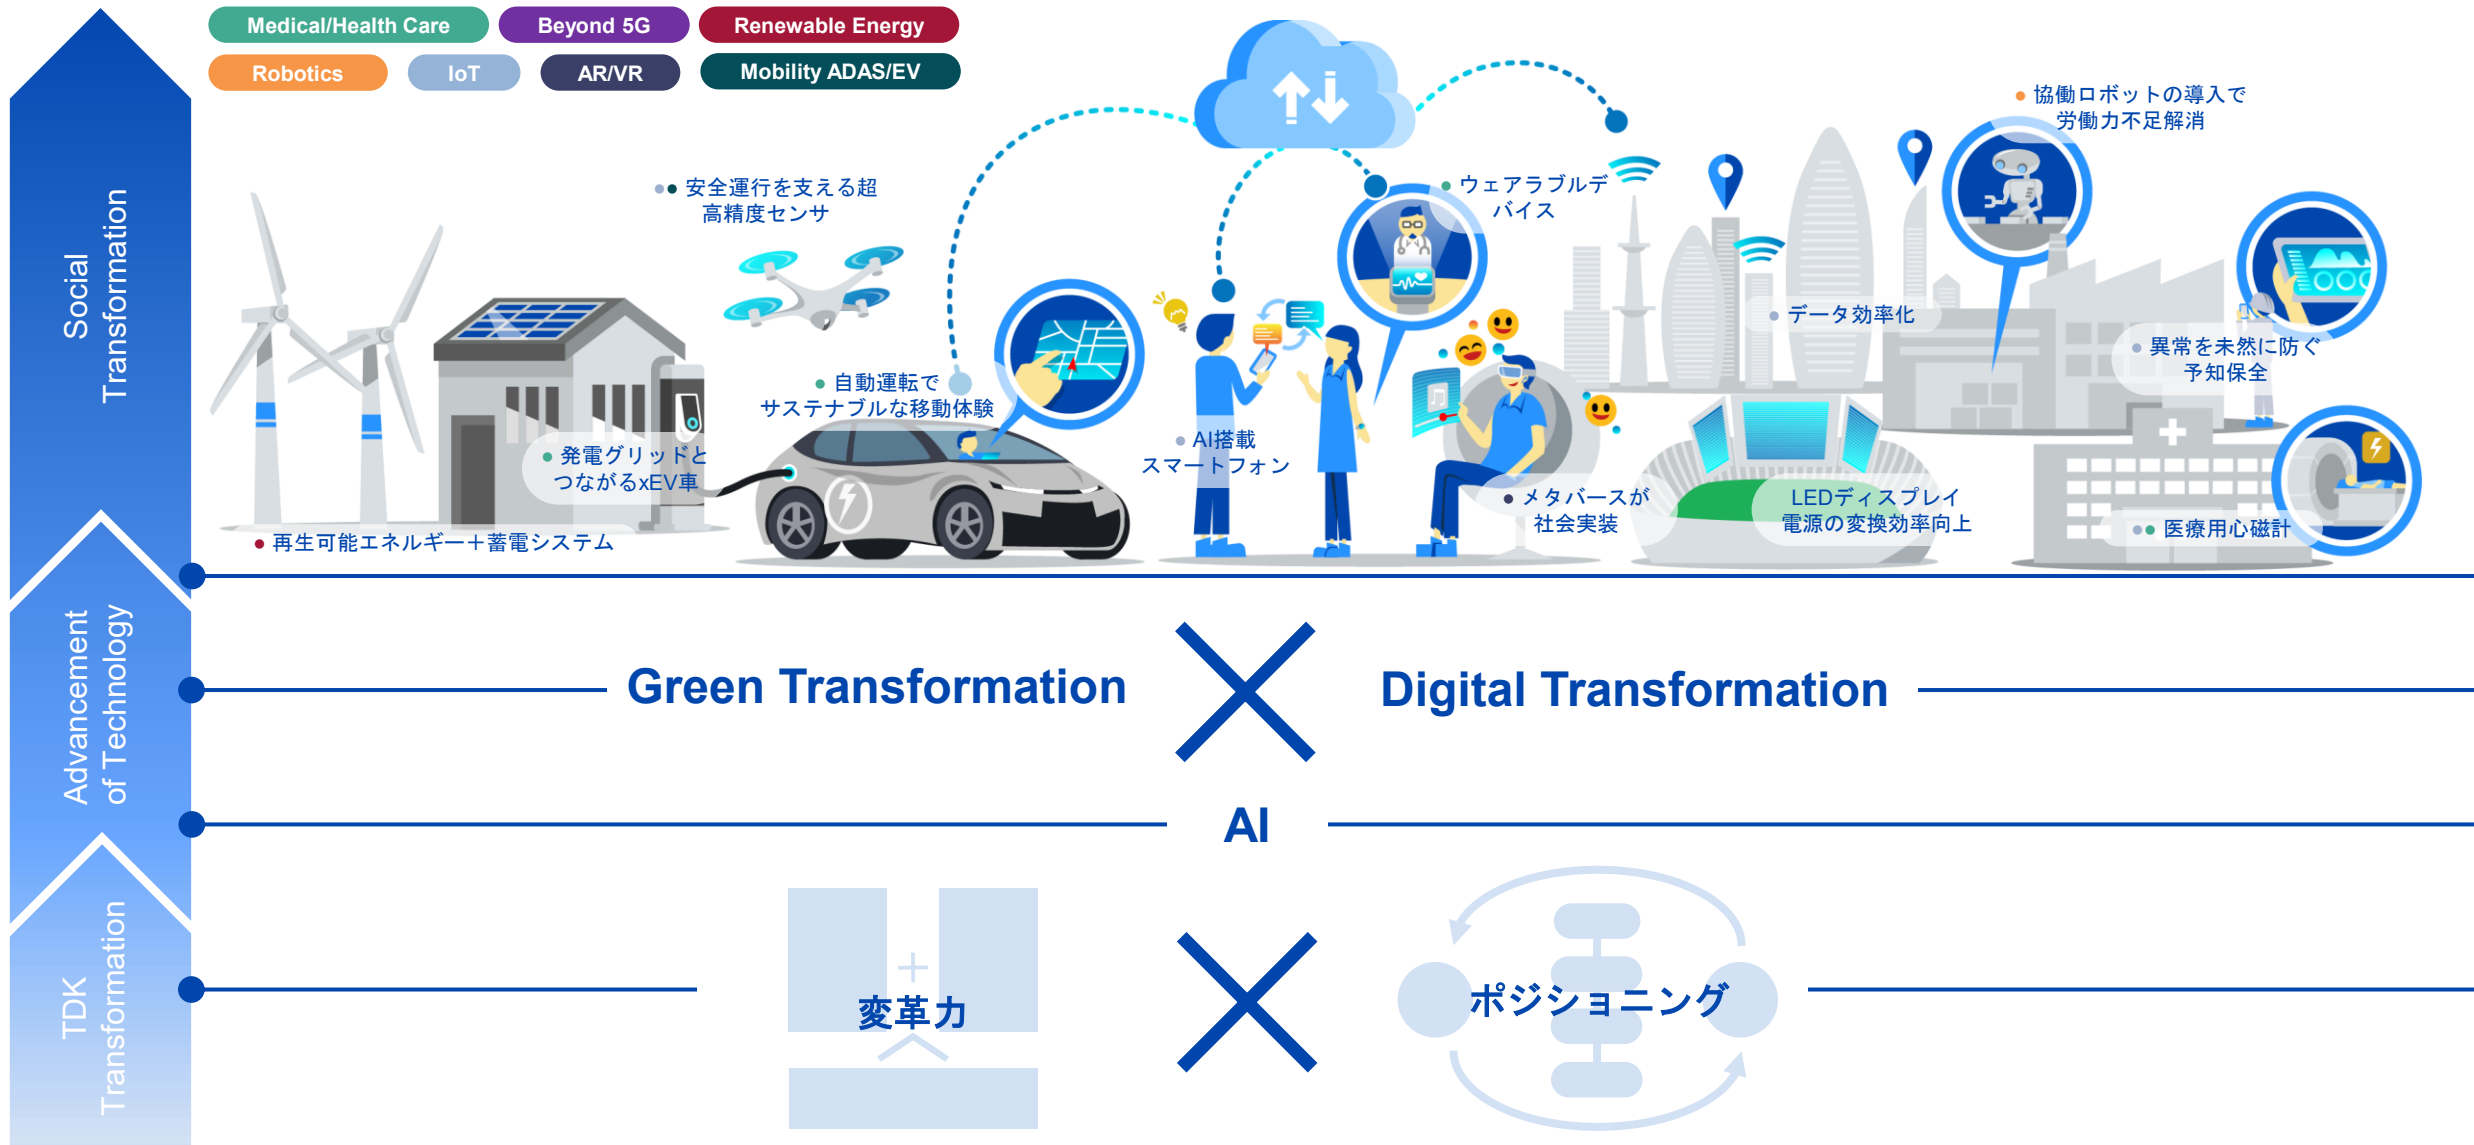 Medical/Health Care
Beyond 5G
Renewable Energy
Robotics
IoT
AR/VR
Mobility ADAS/EV
Social
Transformation
協働ロボットの導入で
労働力不足解消
安全運行を支える超
高精度センサ
ウェアラブルデ
バイス
データ効率化
異常を未然に防ぐ
予知保全
自動運転で
サステナブルな移動体験
AI搭載
スマートフォン
発電グリッドと
つながるxEV車
メタバースが
社会実装
LEDディスプレイ
電源の変換効率向上
医療用心磁計
再生可能エネルギー＋蓄電システム
Advancement
of Technology
Green Transformation
Digital Transformation
AI
TDK
Transformation
変革力
ポジショニング